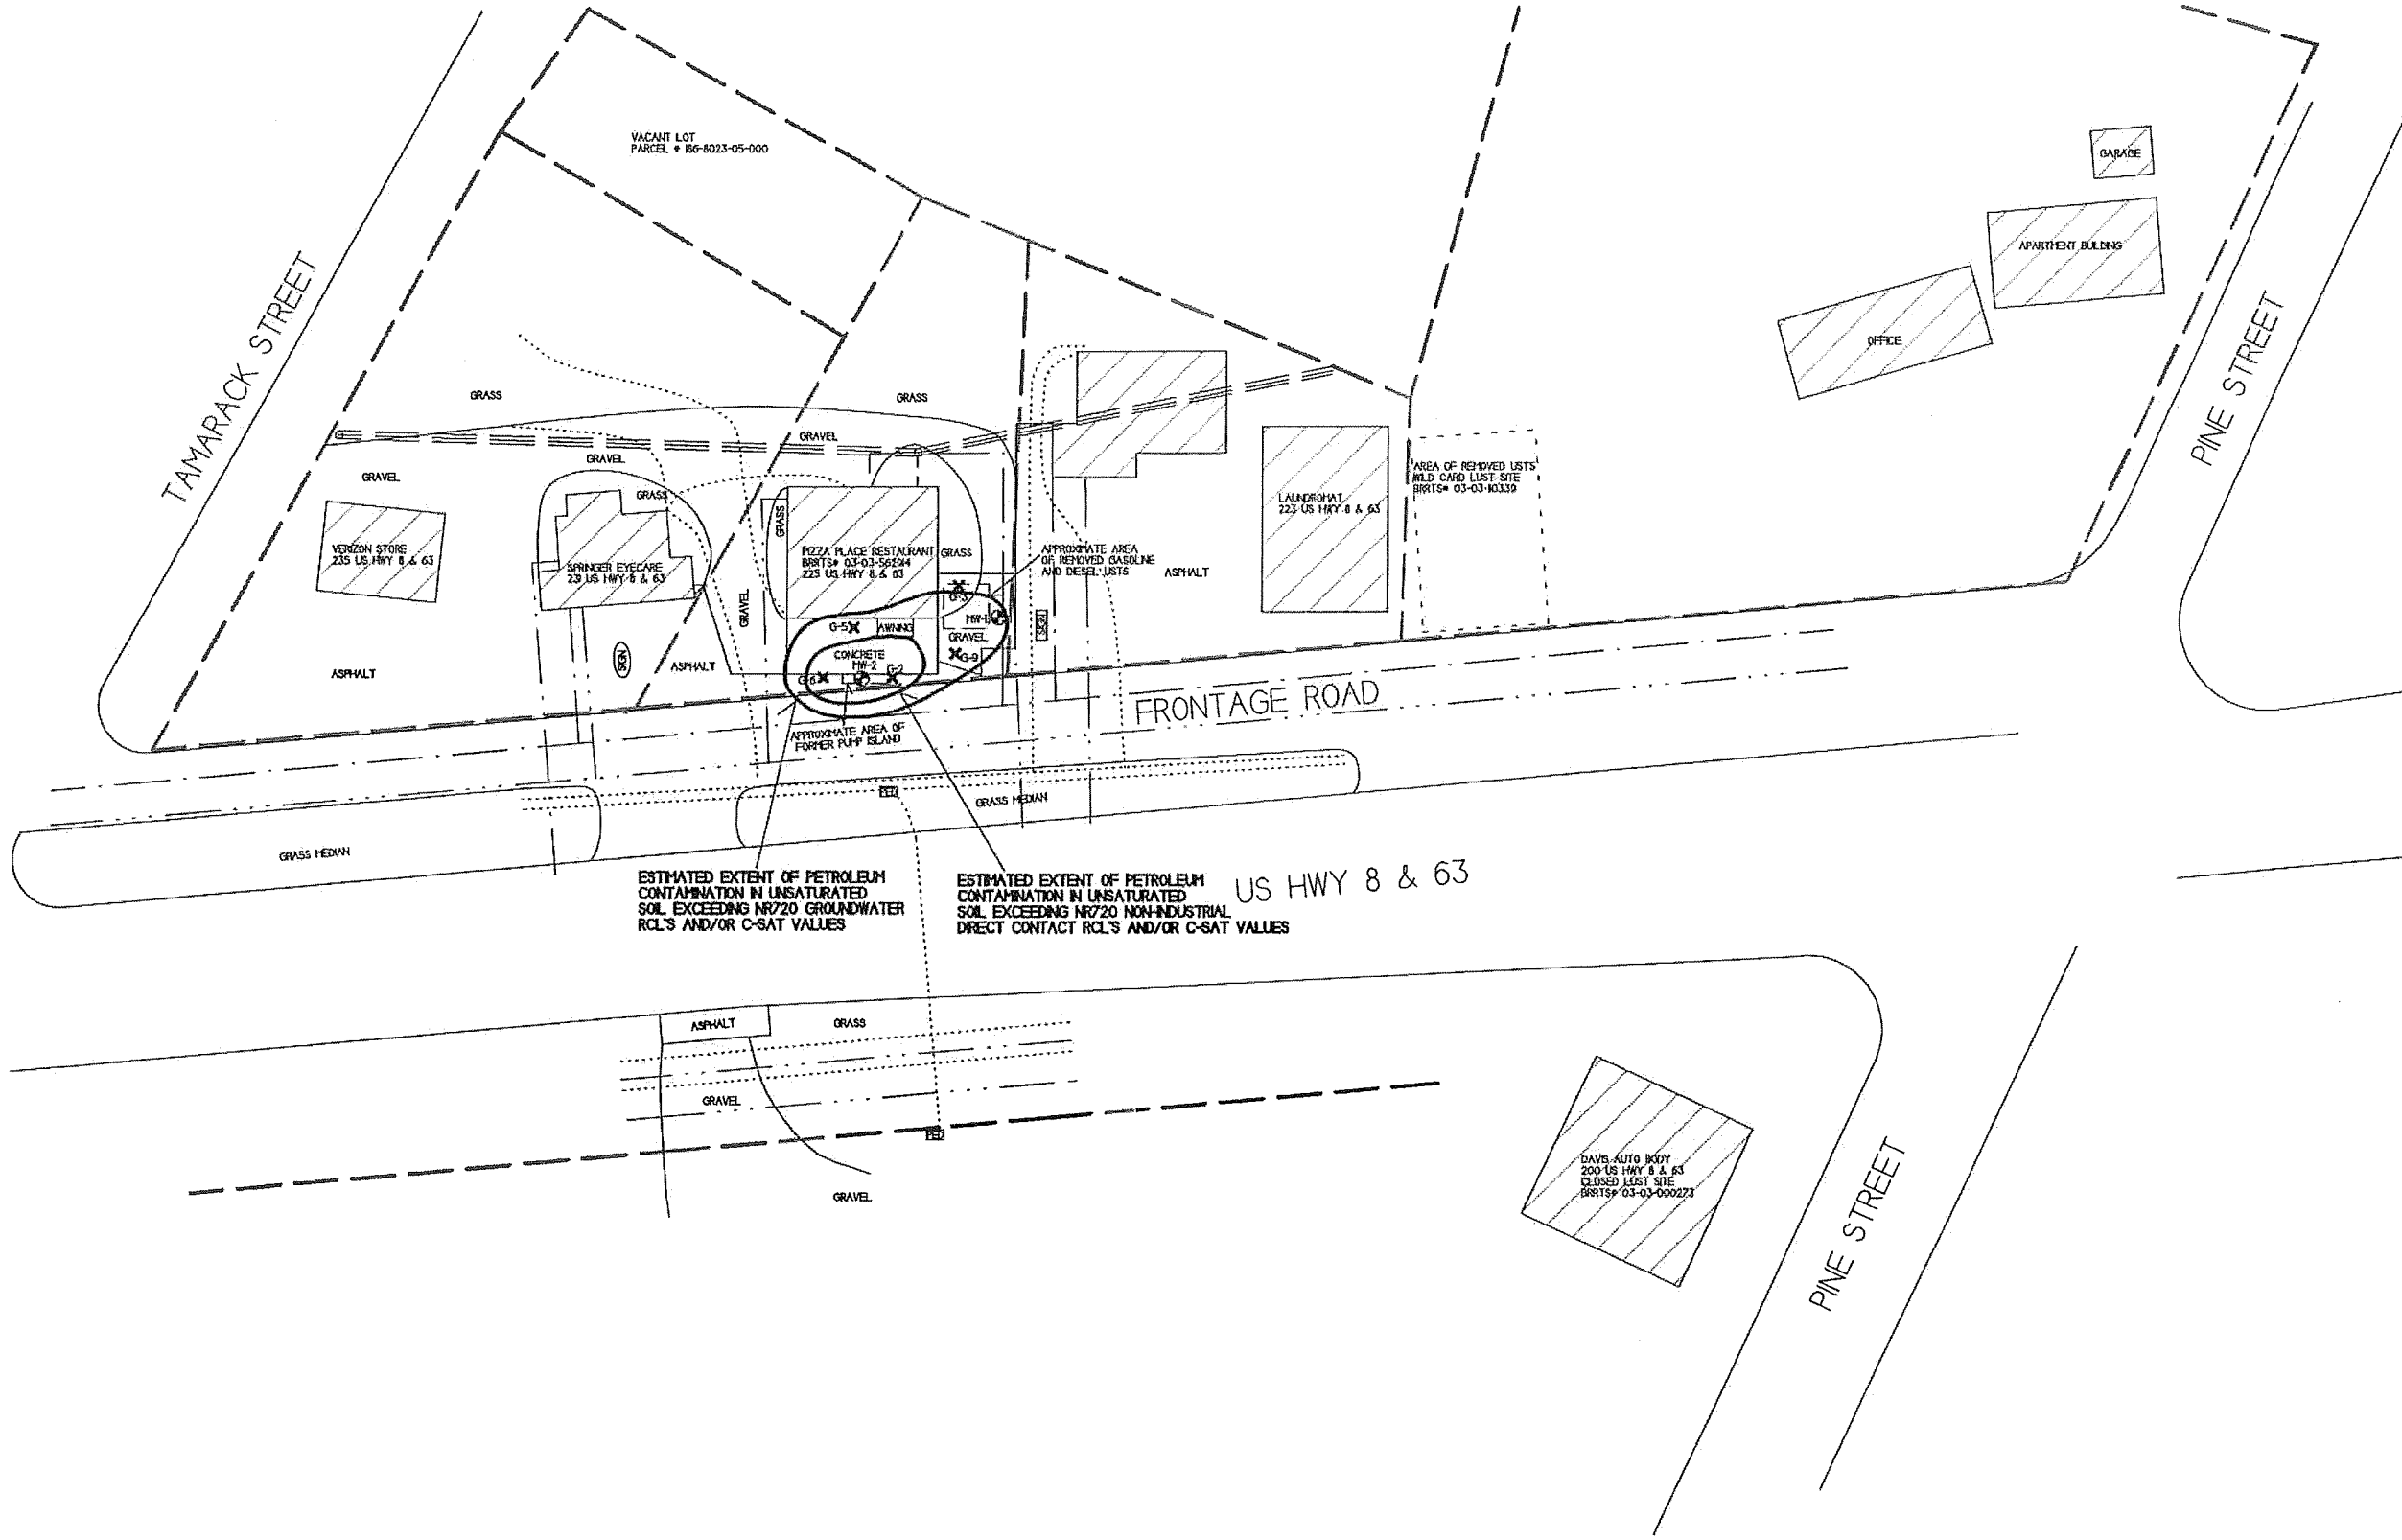 VACANT LOT
PARCEL # 186-8023-05-000
GARAGE
APARTMENT BUILDING
OFFICE
TAMARACK STREET
PINE STREET
GRASS
GRASS
GRAVEL
GRAVEL
GRAVEL
GRASS
GRASS
VERIZON STORE
235 US HWY 8 & 63
SPRINGER EYECARE
231 US HWY 8 & 63
PIZZA PLACE RESTAURANT
225 US HWY 8 & 63
GRASS
APPROXIMATE AREA
OF REMOVED GASOLINE
AND DIESEL USTS
ASPHALT
LAUNDROMAT
223 US HWY 8 & 63
AREA OF REMOVED USTS
WILD CARD LUST SITE
BRRTS# 03-03-110339
G-3
MW-1
GRAVEL
SIGN
GRAVEL
G-9
G-5
AWNING
CONCRETE
MW-2
G-2
G-6
SIGN
ASPHALT
ASPHALT
FRONTAGE ROAD
APPROXIMATE AREA OF
FORMER PUMP ISLAND
PED
GRASS MEDIAN
GRASS MEDIAN
ESTIMATED EXTENT OF PETROLEUM
CONTAMINATION IN UNSATURATED
SOIL EXCEEDING NR720 GROUNDWATER
RCL'S AND/OR C-SAT VALUES
ESTIMATED EXTENT OF PETROLEUM
CONTAMINATION IN UNSATURATED
SOIL EXCEEDING NR720 NON-INDUSTRIAL
DIRECT CONTACT RCL'S AND/OR C-SAT VALUES
US HWY 8 & 63
ASPHALT
GRASS
GRAVEL
PED
GRAVEL
DAVIS AUTO BODY
200 US HWY 8 & 63
CLOSED LUST SITE
BRRTS# 03-03-000273
PINE STREET